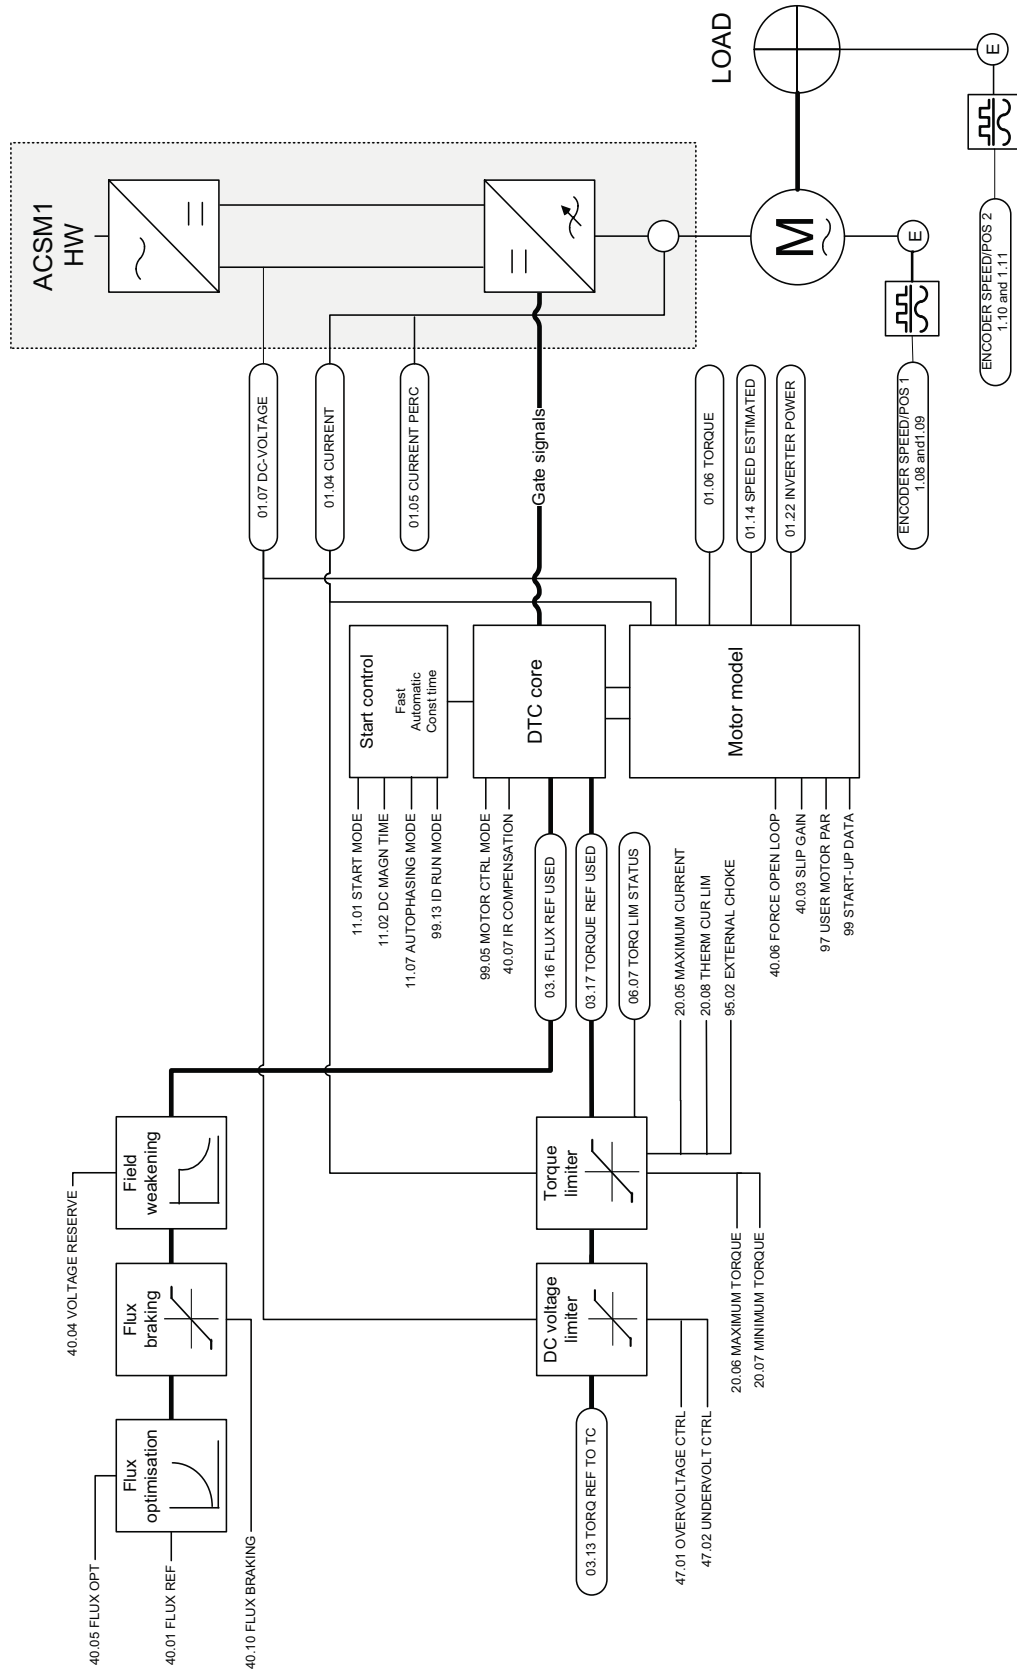 40.05 FLUX OPT
40.01 FLUX REF
40.10 FLUX BRAKING
Flux
optimisation
Flux
braking
40.04 VOLTAGE RESERVE
Field
weakening
03.13 TORQ REF TO TC
47.01 OVERVOLTAGE CTRL
47.02 UNDERVOLT CTRL
DC voltage
limiter
20.06 MAXIMUM TORQUE
20.07 MINIMUM TORQUE
Torque
limiter
20.05 MAXIMUM CURRENT
20.08 THERM CUR LIM
95.02 EXTERNAL CHOKE
11.01 START MODE
11.02 DC MAGN TIME
11.07 AUTOPHASING MODE
99.13 ID RUN MODE
99.05 MOTOR CTRL MODE
40.07 IR COMPENSATION
03.16 FLUX REF USED
03.17 TORQUE REF USED
06.07 TORQ LIM STATUS
40.06 FORCE OPEN LOOP
40.03 SLIP GAIN
97 USER MOTOR PAR
99 START-UP DATA
Start control
Fast
Automatic
Const time
DTC core
Motor model
01.07 DC-VOLTAGE
01.04 CURRENT
01.05 CURRENT PERC
Gate signals
01.06 TORQUE
01.14 SPEED ESTIMATED
01.22 INVERTER POWER
ENCODER SPEED/POS 1
1.08 and1.09
ACSM1
HW
M
E
LOAD
E
ENCODER SPEED/POS 2
1.10 and 1.11